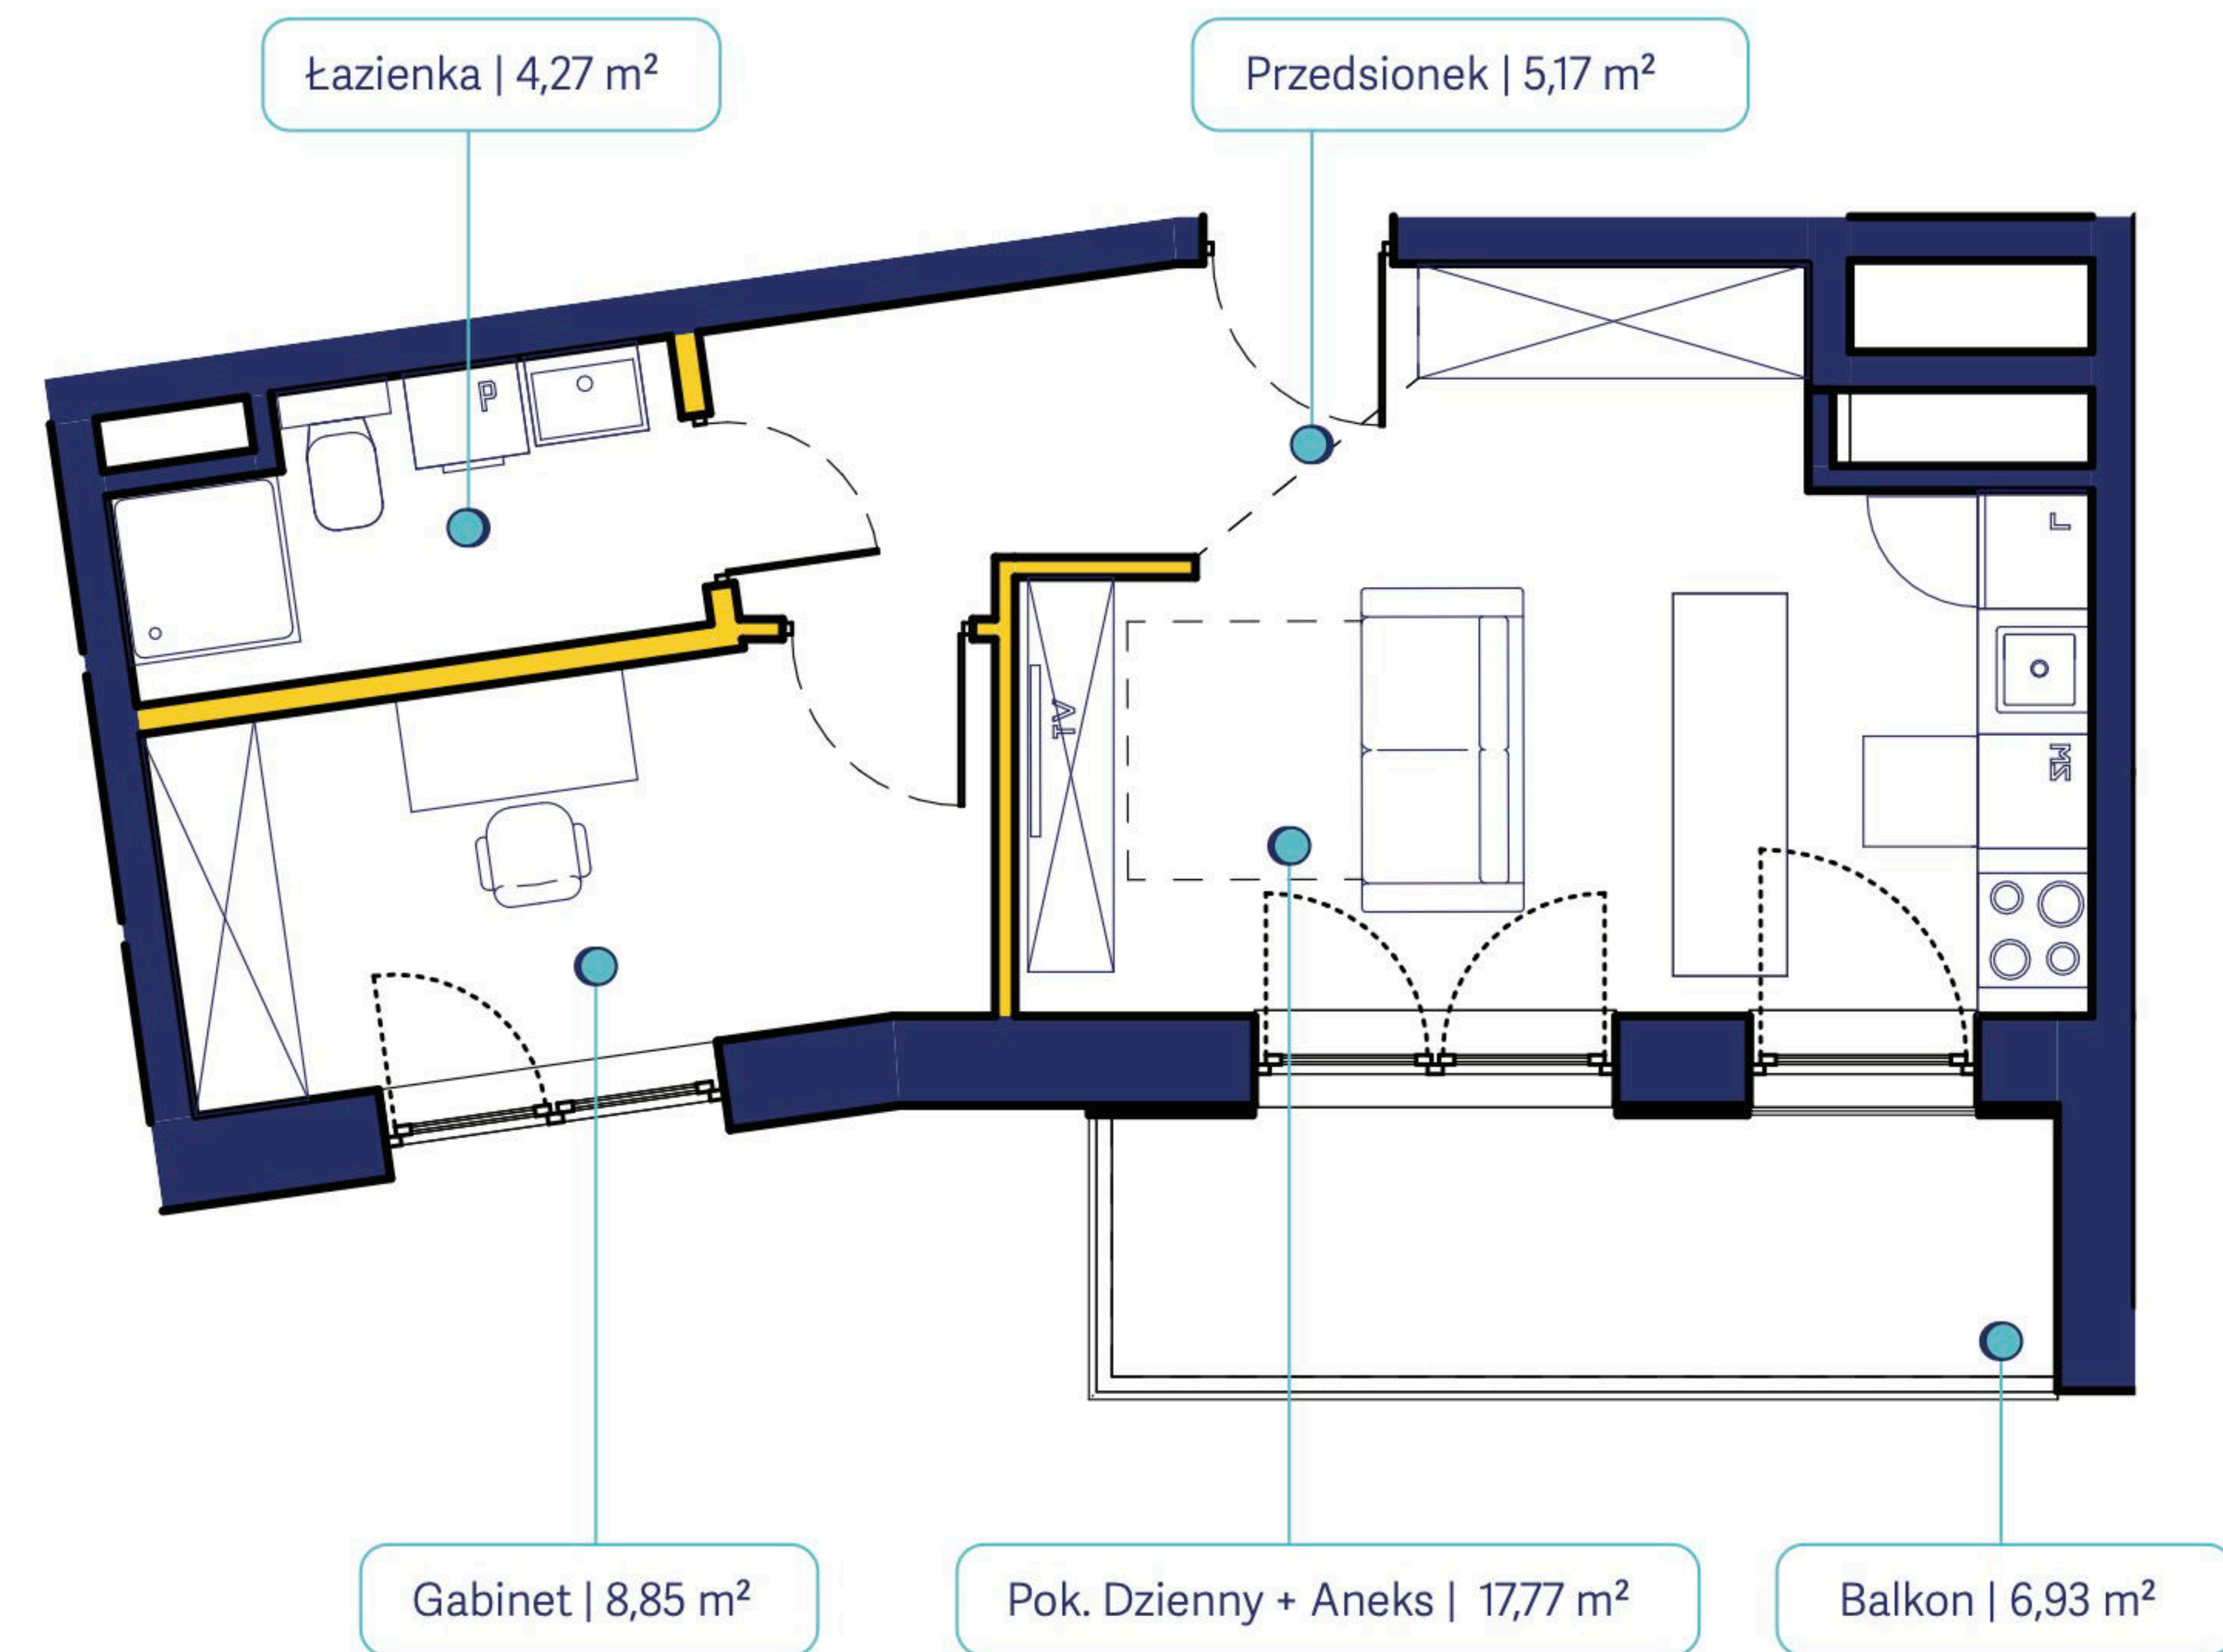 Łazienka | 4,27 m²
Przedsionek | 5,17 m²
P
L
TV
ZM
Gabinet | 8,85 m²
Pok. Dzienny + Aneks | 17,77 m²
Balkon | 6,93 m²